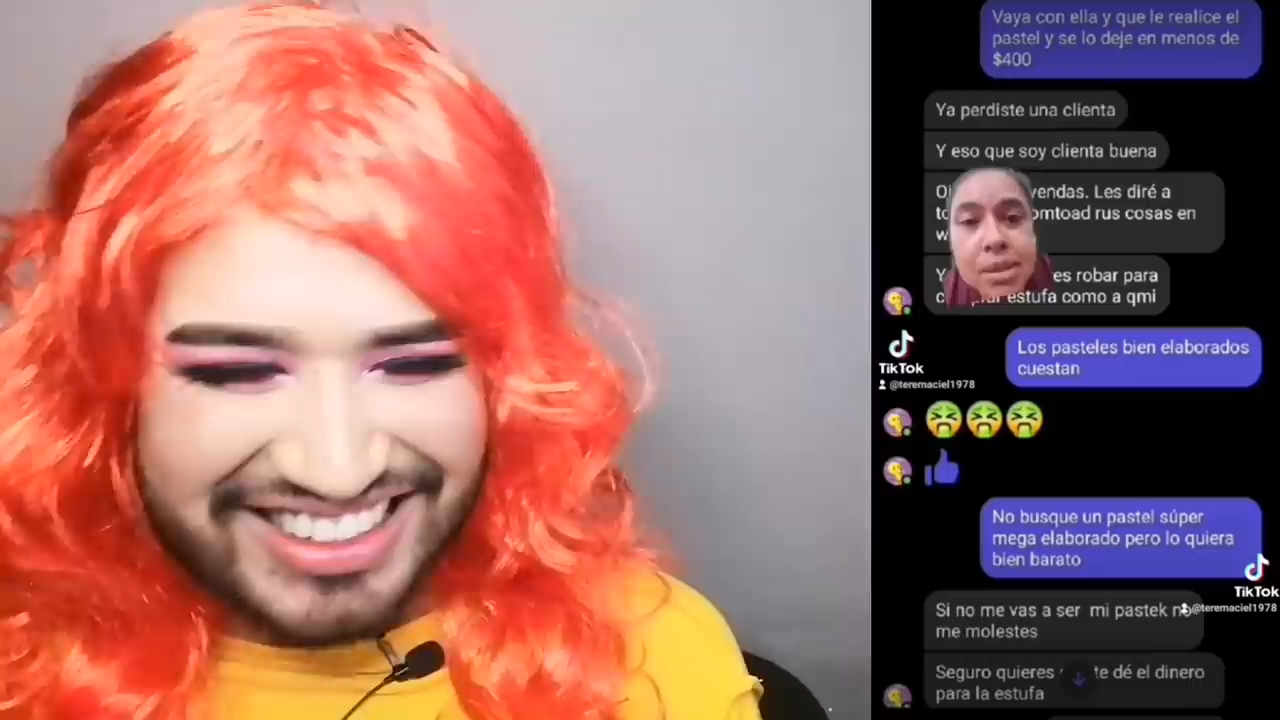 Vaya con ella y que le realice el
pastel y se lo deje en menos de
$400
Ya perdiste una clienta
Y eso que soy clienta buena
vendas. Les diré a
rus cosas en
Y
es robar para
estufa como a qmi
TikTok
@teremaciel1978
Los pasteles bien elaborados
cuestan
No busque un pastel súper
mega elaborado pero lo quiera
bien barato
TikTok
@teremaciel1978
Si no me vas a ser mi pastek
me molestes
Seguro quieres
te dé el dinero
para la estufa